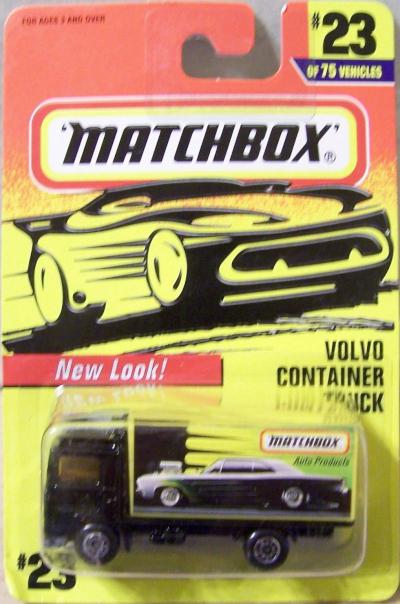 FOR AGES 3 AND OVER
#23
OF 75 VEHICLES
'MATCHBOX'®
New Look!
VOLVO
CONTAINER
TRUCK
MATCHBOX
Auto Products
#23